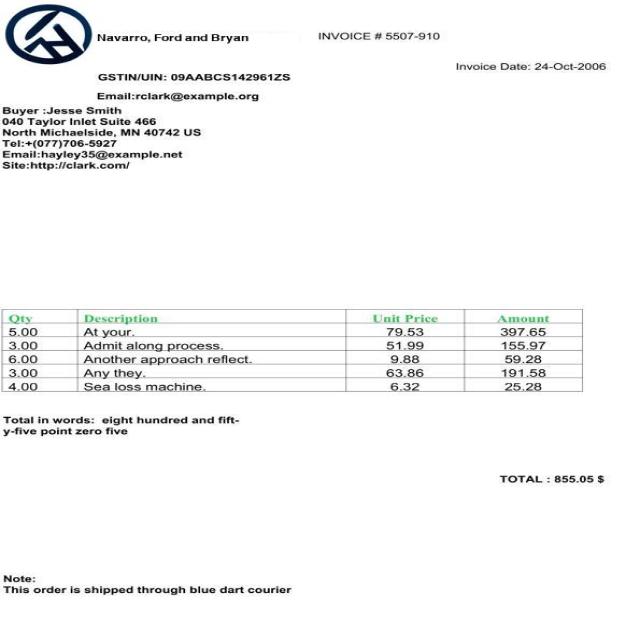 Navarro, Ford and Bryan
INVOICE # 5507-910
Invoice Date: 24-Oct-2006
GSTIN/UIN: 09AABCS142961ZS
Email:rclark@example.org
Buyer :Jesse Smith
040 Taylor Inlet Suite 466
North Michaelside, MN 40742 US
Tel:+(077)706-5927
Email:hayley35@example.net
Site:http://clark.com/
Qty Description Unit Price Amount
5.00 At your. 79.53 397.65
3.00 Admit along process. 51.99 155.97
6.00 Another approach reflect. 9.88 59.28
3.00 Any they. 63.86 191.58
4.00 Sea loss machine. 6.32 25.28
Total in words: eight hundred and fift-
y-five point zero five
TOTAL : 855.05 $
Note:
This order is shipped through blue dart courier